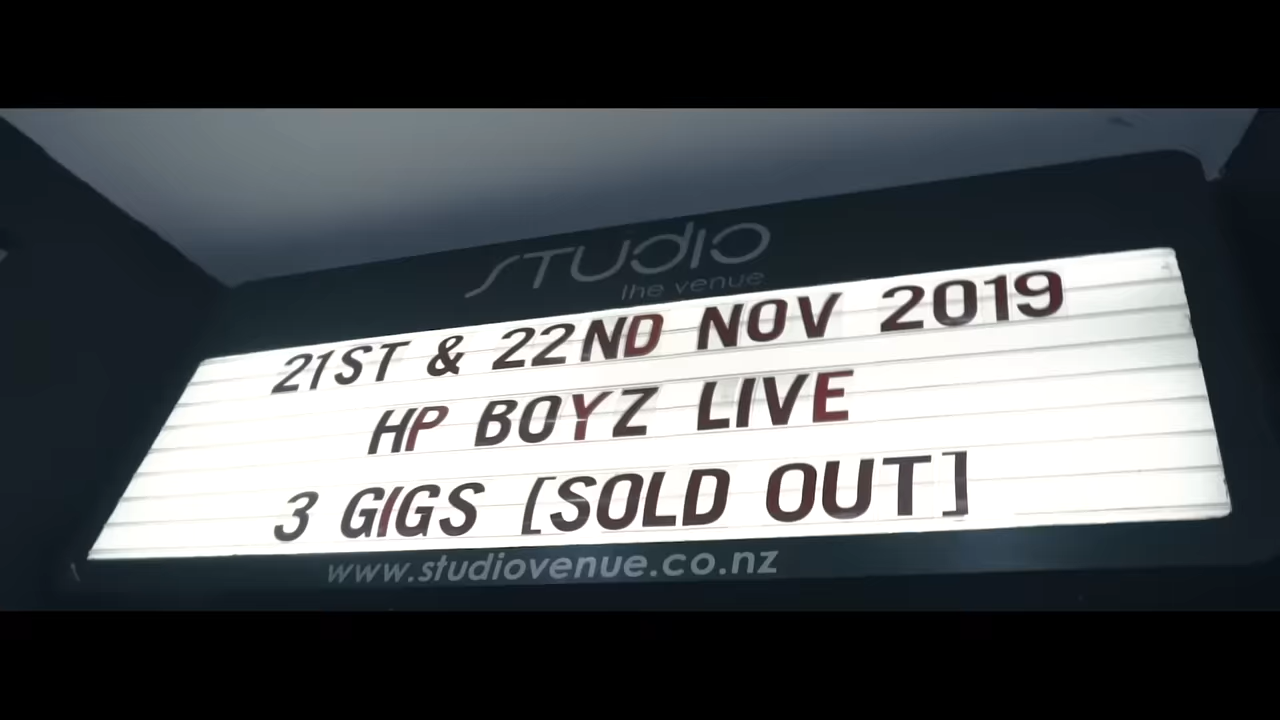 STUDIO
the venue
21ST & 22ND NOV 2019
HP BOYZ LIVE
3 GIGS [SOLD OUT]
www.studiovenue.co.nz